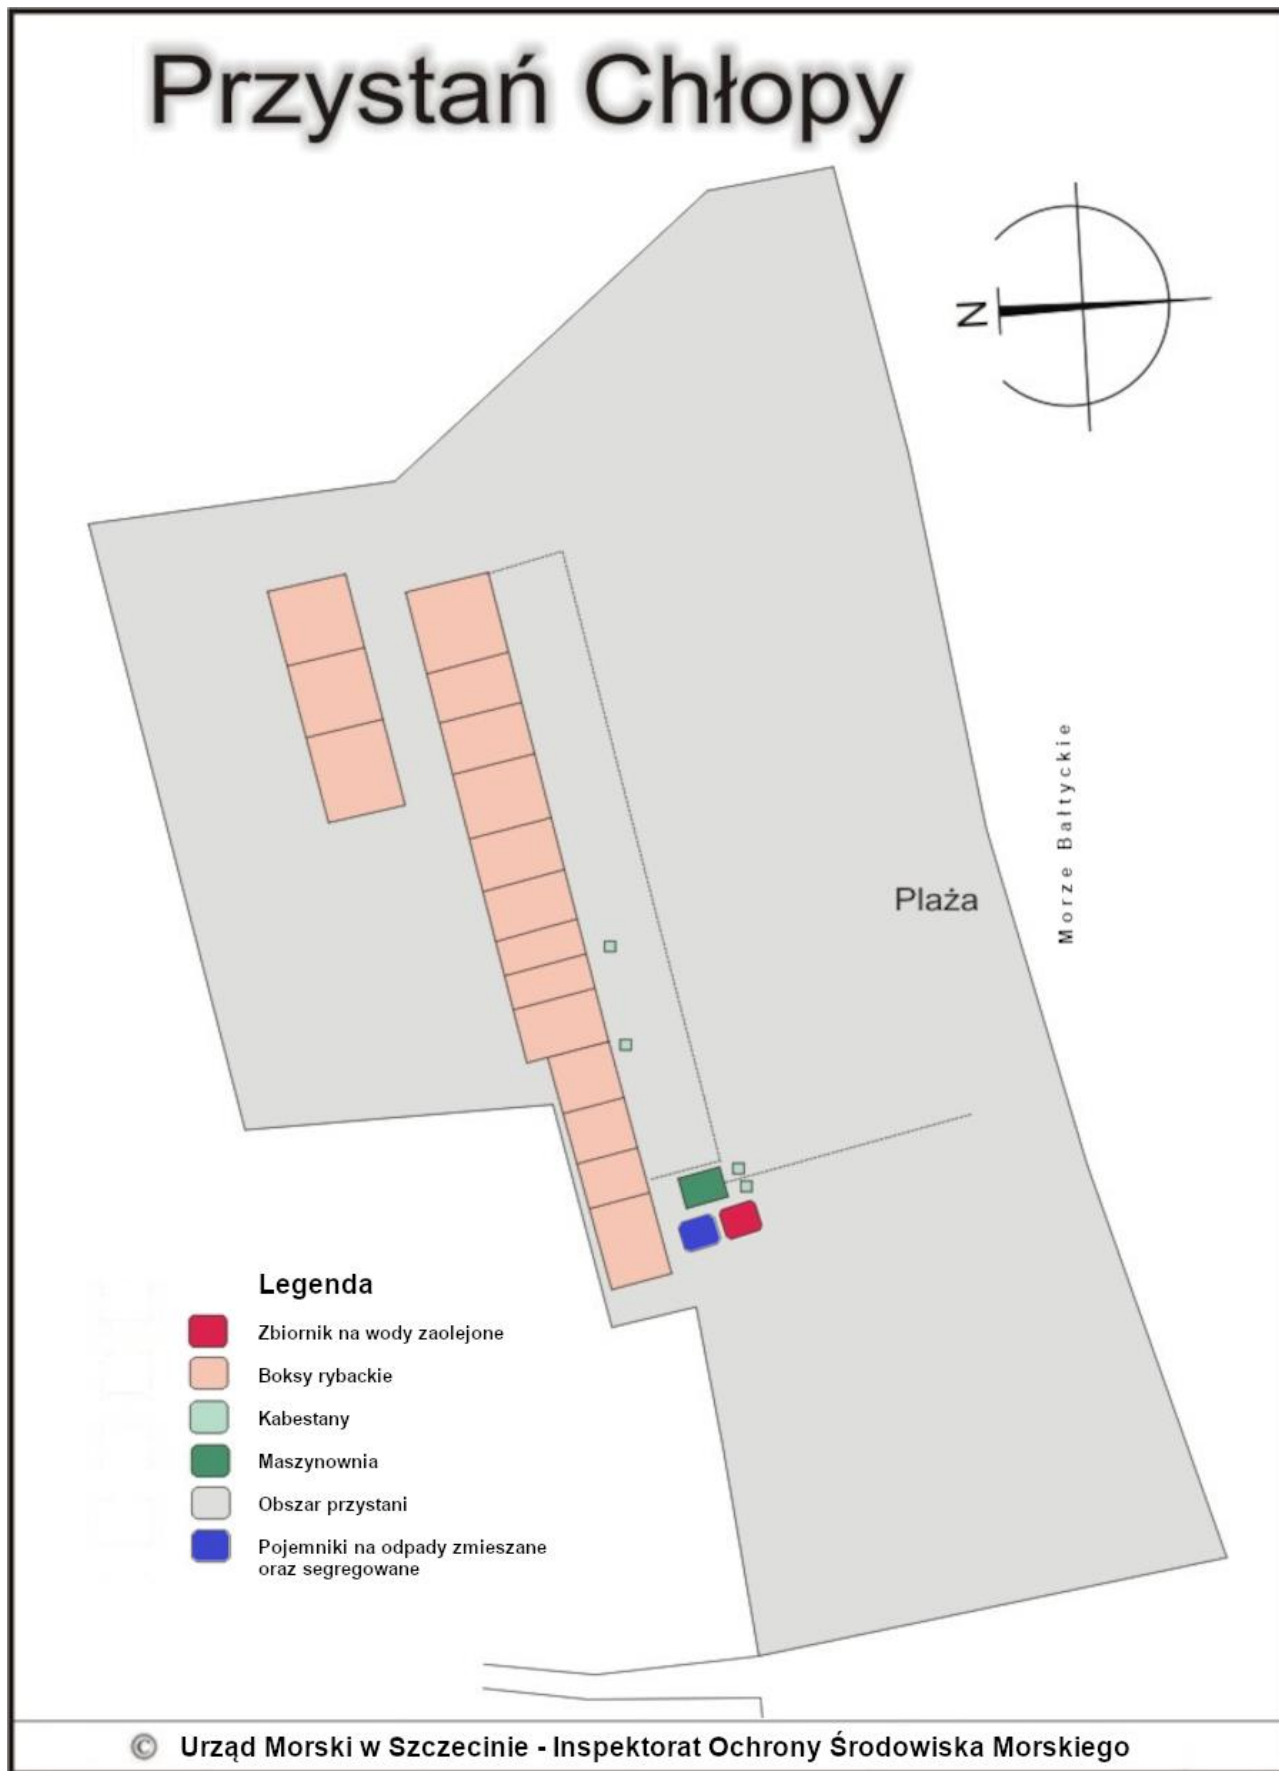 Przystań Chłopy
N
Morze Bałtyckie
Plaża
Legenda
Zbiornik na wody zaolejone
Boksy rybackie
Kabestany
Maszynownia
Obszar przystani
Pojemniki na odpady zmieszane
oraz segregowane
© Urząd Morski w Szczecinie - Inspektorat Ochrony Środowiska Morskiego